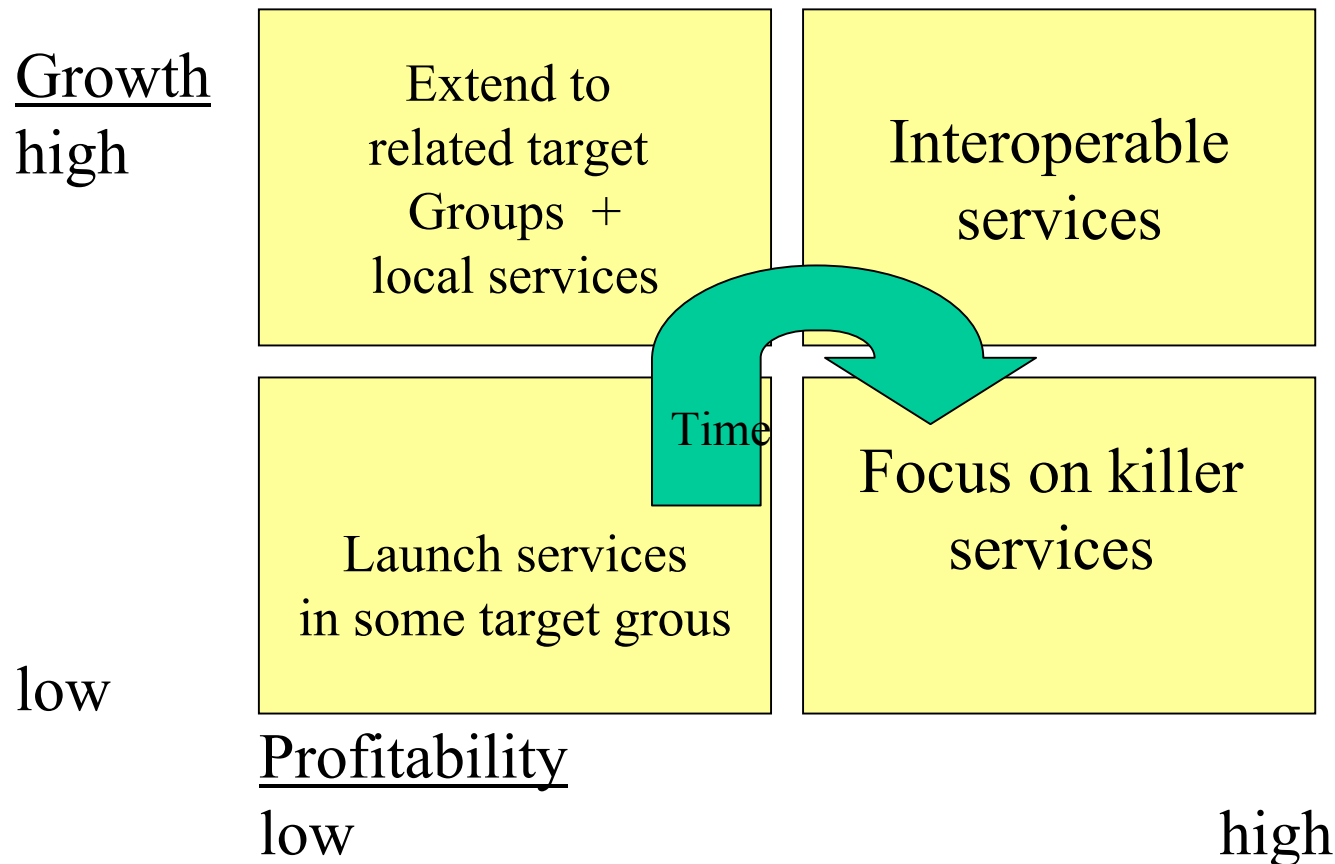 Growth
high
Extend to
related target
Groups +
local services
Interoperable
services
Time
Launch services
in some target grous
Focus on killer
services
low
Profitability
low
high